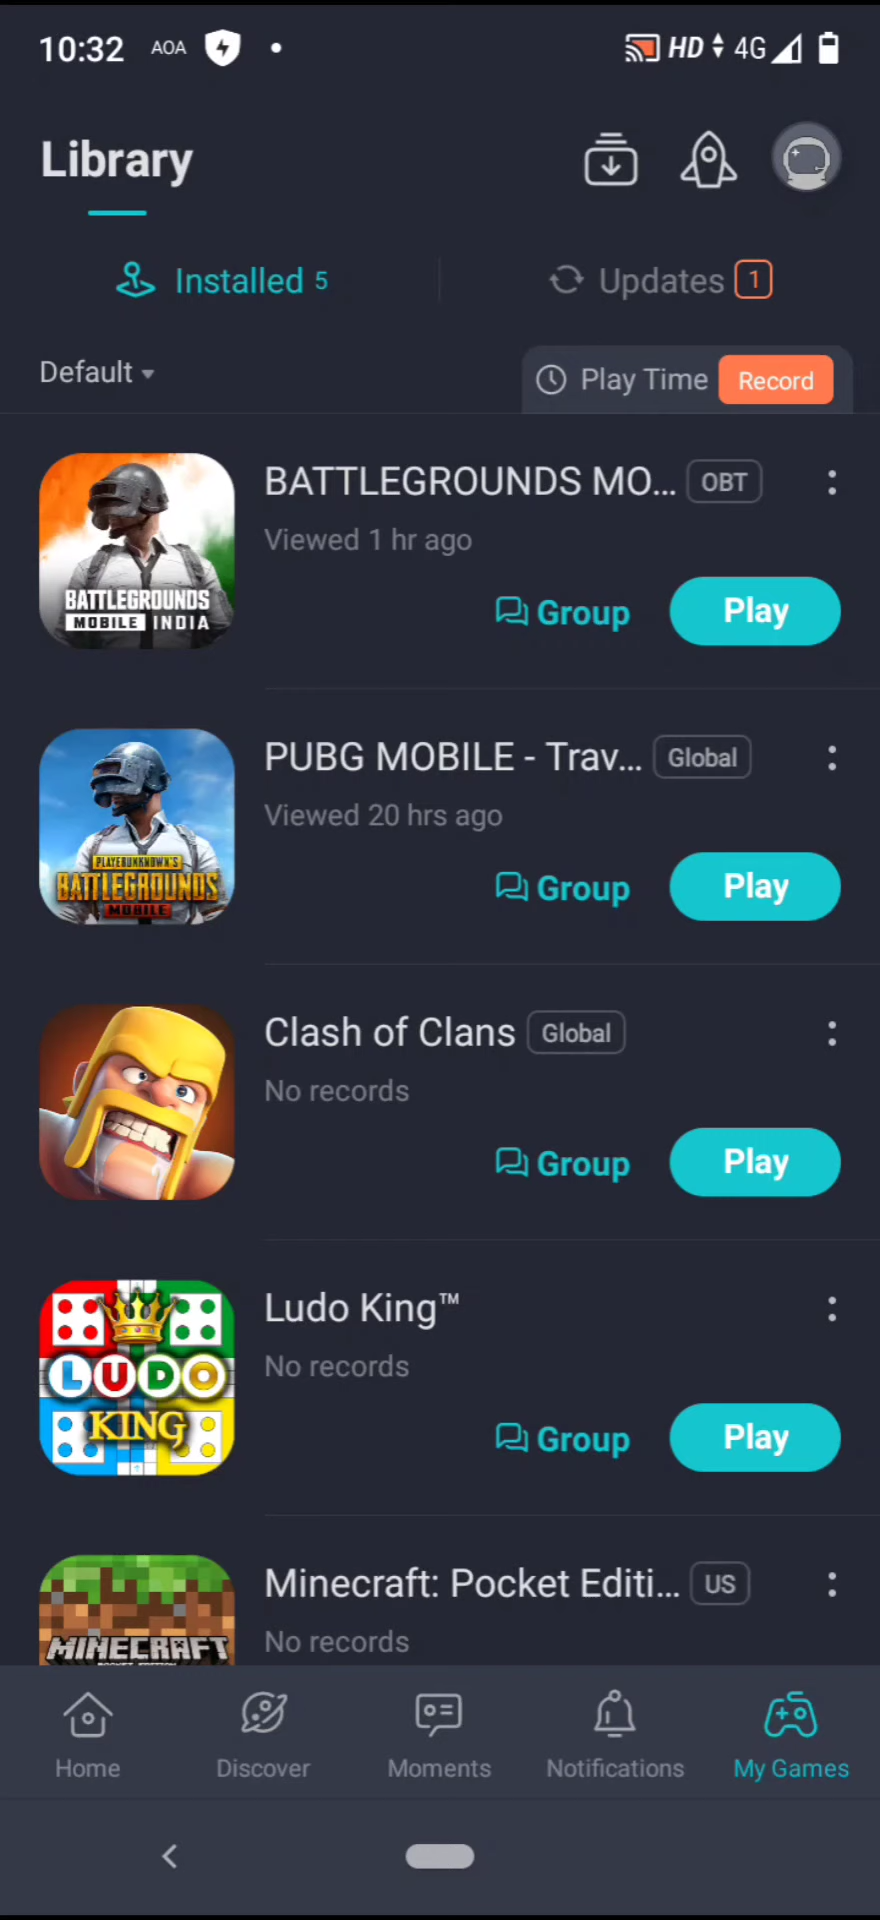 10:32 AOA HD 4G
Library
Installed 5
Updates 1
Default
Play Time Record
BATTLEGROUNDS
MOBILE INDIA
BATTLEGROUNDS MO... OBT
Viewed 1 hr ago
Group Play
PLAYERUNKNOWN'S
BATTLEGROUNDS
MOBILE
PUBG MOBILE - Trav... Global
Viewed 20 hrs ago
Group Play
Clash of Clans Global
No records
Group Play
LUDO
KING
Ludo King™
No records
Group Play
MINECRAFT
Minecraft: Pocket Editi... US
No records
Home Discover Moments Notifications My Games